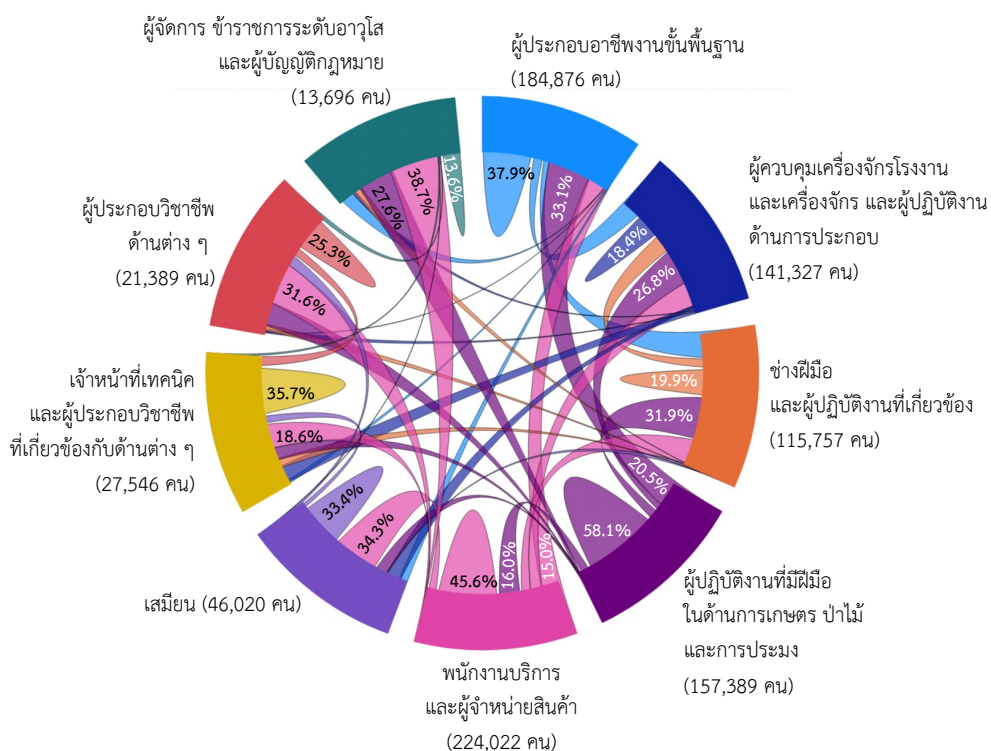 ผู้จัดการ ข้าราชการระดับอาวุโส
และผู้บัญญัติกฎหมาย
(13,696 คน)
ผู้ประกอบอาชีพงานขั้นพื้นฐาน
(184,876 คน)
ผู้ควบคุมเครื่องจักรโรงงาน
และเครื่องจักร และผู้ปฏิบัติงาน
ด้านการประกอบ
(141,327 คน)
ช่างฝีมือ
และผู้ปฏิบัติงานที่เกี่ยวข้อง
(115,757 คน)
ผู้ปฏิบัติงานที่มีฝีมือ
ในด้านการเกษตร ป่าไม้
และการประมง
(157,389 คน)
พนักงานบริการ
และผู้จำหน่ายสินค้า
(224,022 คน)
เสมียน (46,020 คน)
เจ้าหน้าที่เทคนิค
และผู้ประกอบวิชาชีพ
ที่เกี่ยวข้องกับด้านต่าง ๆ
(27,546 คน)
ผู้ประกอบวิชาชีพ
ด้านต่าง ๆ
(21,389 คน)
27.6%
38.7%
13.6%
37.9%
33.1%
18.4%
26.8%
19.9%
31.9%
20.5%
58.1%
15.0%
16.0%
45.6%
34.3%
33.4%
18.6%
35.7%
31.6%
25.3%